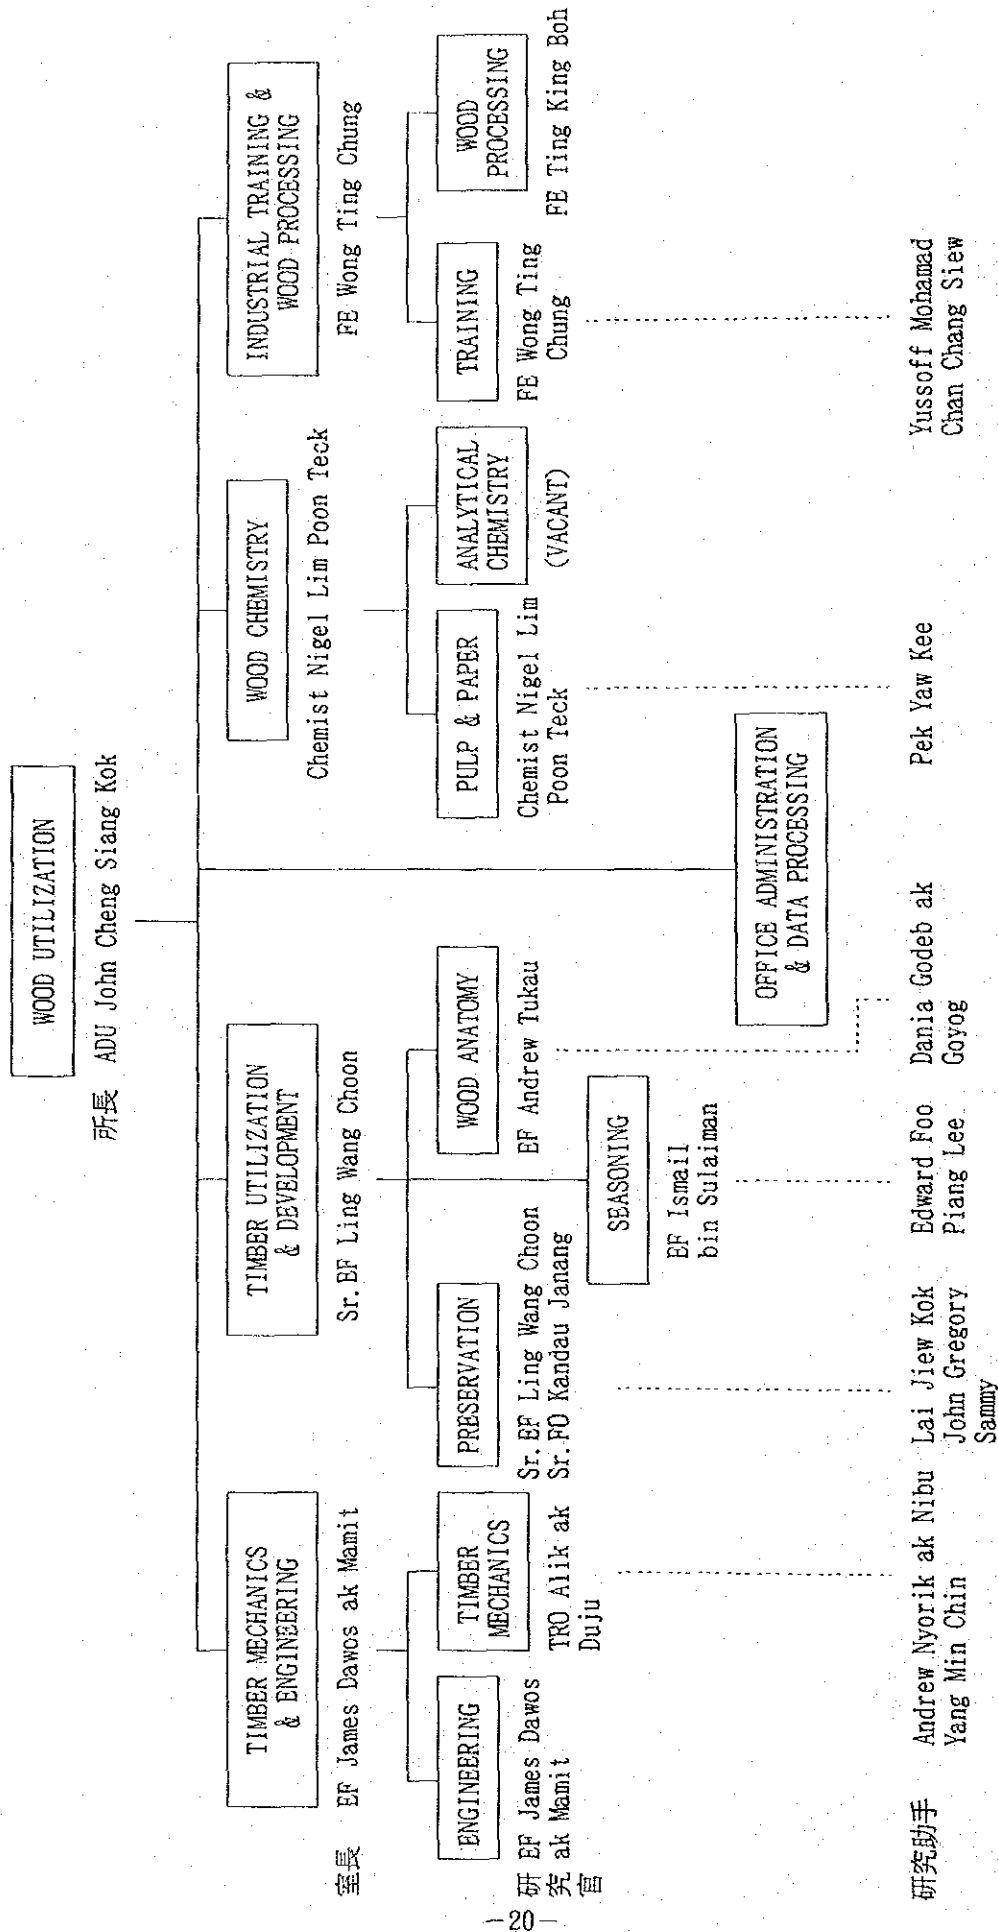 WOOD UTILIZATION
所長 ADU John Cheng Siang Kok
TIMBER MECHANICS
& ENGINEERING
TIMBER UTILIZATION
& DEVELOPMENT
WOOD CHEMISTRY
INDUSTRIAL TRAINING &
WOOD PROCESSING
室長 EF James Dawos ak Mamit
Sr.EF Ling Wang Choon
Chemist Nigel Lim Poon Teck
FE Wong Ting Chung
ENGINEERING
TIMBER
MECHANICS
PRESERVATION
WOOD ANATOMY
PULP & PAPER
ANALYTICAL
CHEMISTRY
TRAINING
WOOD
PROCESSING
研究官
EF James Dawos
ak Mamit
TRO Alik ak
Duju
Sr.EF Ling Wang Choon
Sr.FO Kandau Janang
EF Andrew Tukau
Chemist Nigel Lim
Poon Teck
(VACANT)
FE Wong Ting
Chung
FE Ting King Boh
SEASONING
EF Ismail
bin Sulaiman
OFFICE ADMINISTRATION
& DATA PROCESSING
研究助手
Andrew Nyorik ak Nibu
Yang Min Chin
Lai Jiew Kok
John Gregory
Sammy
Edward Foo
Piang Lee
Dania Godeb ak
Goyog
Pek Yaw Kee
Yussoff Mohamad
Chan Chang Siew
-20-